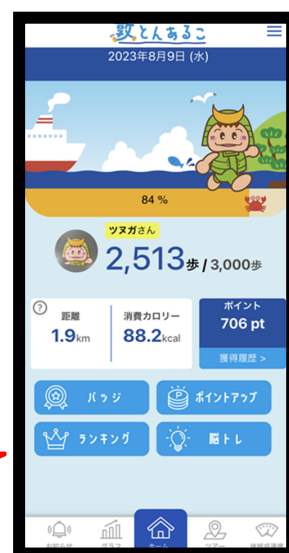 敦とんあるこ
2023年8月9日 (水)
84 %
ツヌガさん
2,513歩 / 3,000歩
? 距離 消費カロリー ポイント
1.9km 88.2kcal 706 pt
獲得履歴 >
バッジ ポイントアップ
ランキング 脳トレ
お知らせ グラフ ホーム ツアー